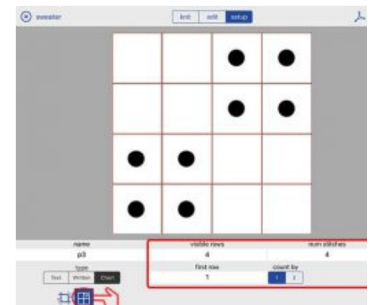 sweater knit edit setup
name visible rows num stitches
p3 4 4
type first row count by
Text Written Chart 1 1 2